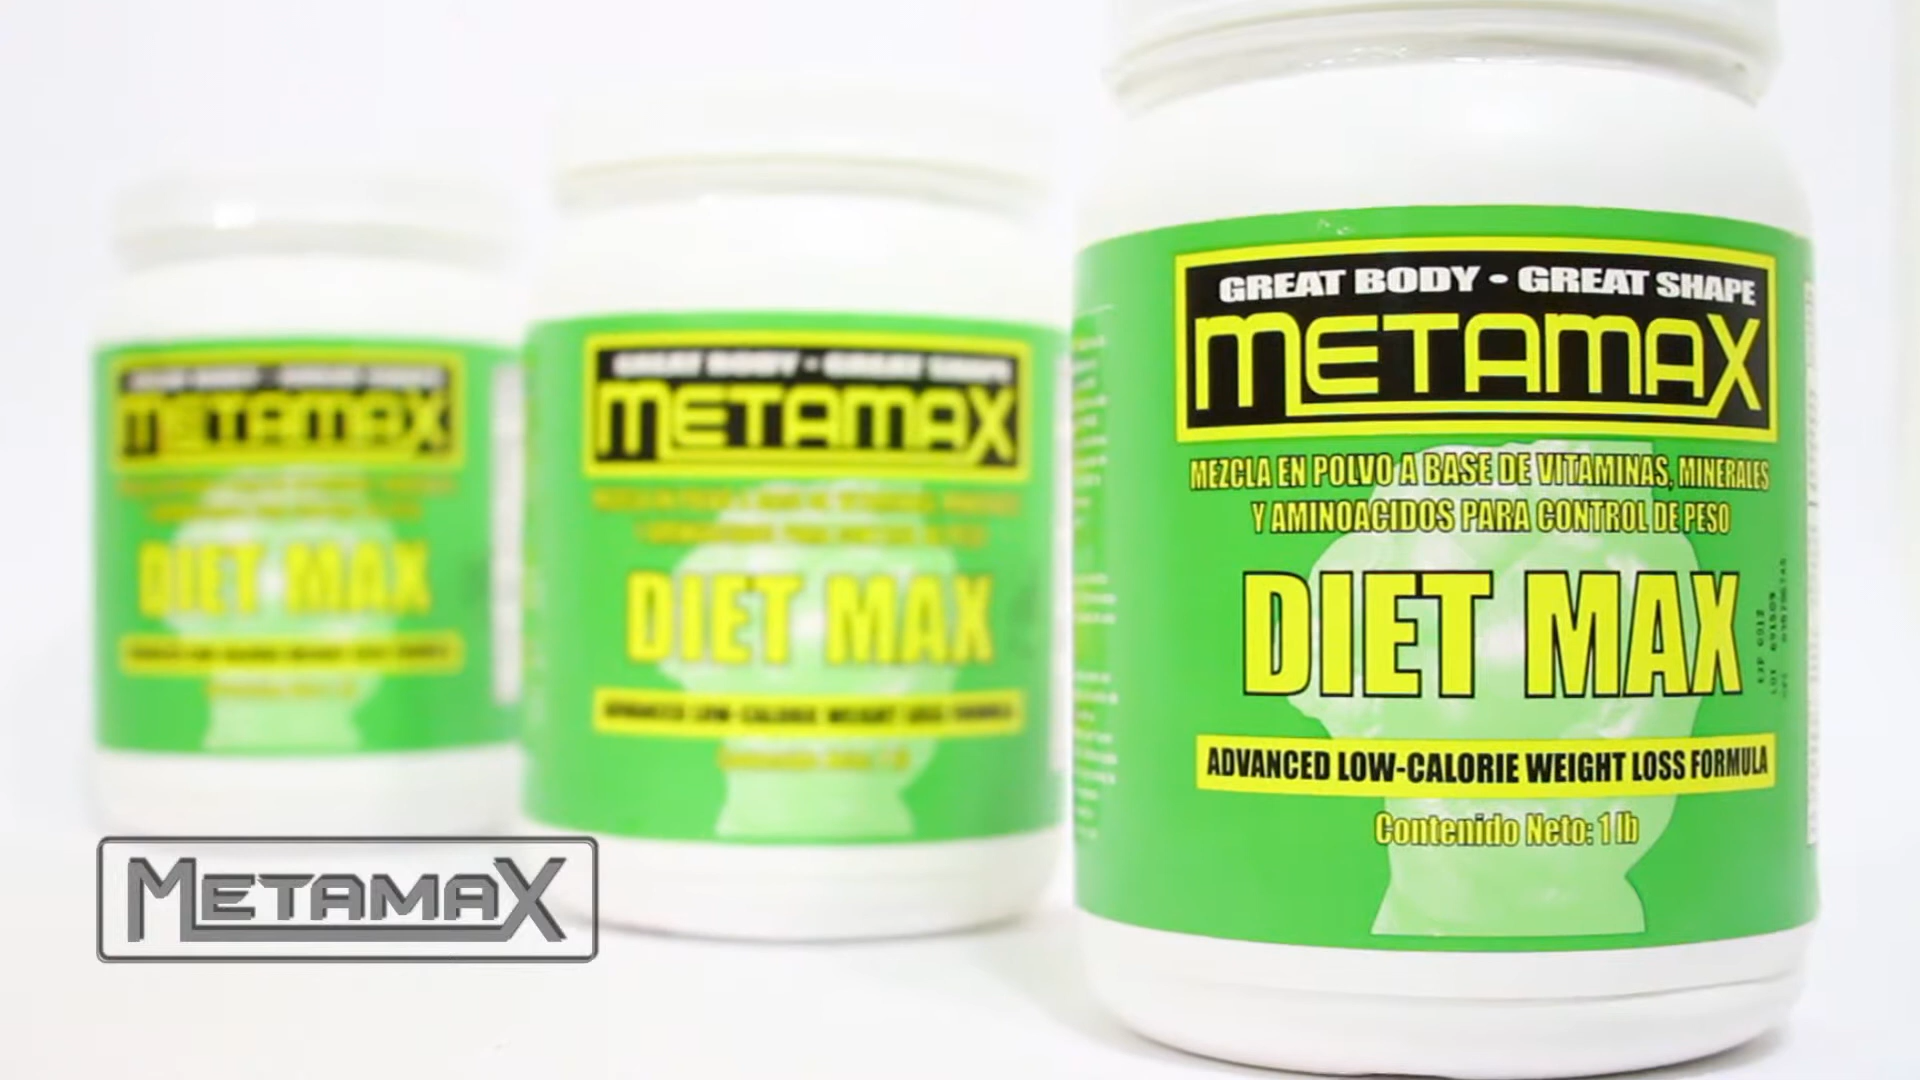 GREAT BODY • GREAT SHAPE
METAMAX
MEZCLA EN POLVO A BASE DE VITAMINAS, MINERALES
Y AMINOACIDOS PARA CONTROL DE PESO
DIET MAX
ADVANCED LOW-CALORIE WEIGHT LOSS FORMULA
Contenido Neto: 1 lb
GREAT BODY • GREAT SHAPE
METAMAX
DIET MAX
ADVANCED LOW-CALORIE WEIGHT LOSS FORMULA
METAMAX
DIET MAX
METAMAX